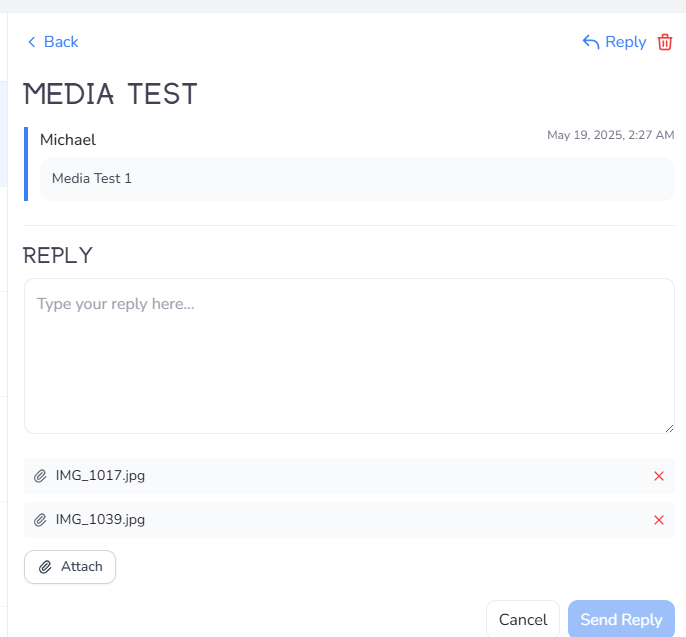 Back
Reply
MEDIA TEST
Michael
May 19, 2025, 2:27 AM
Media Test 1
REPLY
Type your reply here...
IMG_1017.jpg
IMG_1039.jpg
Attach
Cancel
Send Reply